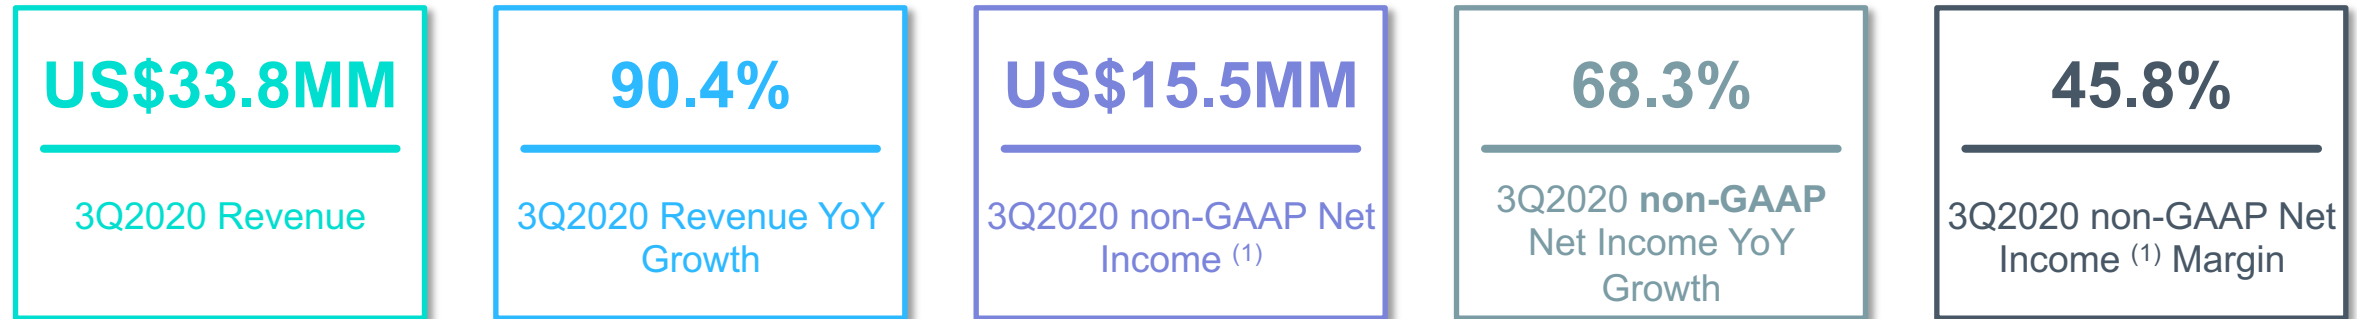 US$33.8MM
3Q2020 Revenue
90.4%
3Q2020 Revenue YoY
Growth
US$15.5MM
3Q2020 non-GAAP Net
Income (1)
68.3%
3Q2020 non-GAAP
Net Income YoY
Growth
45.8%
3Q2020 non-GAAP Net
Income (1) Margin